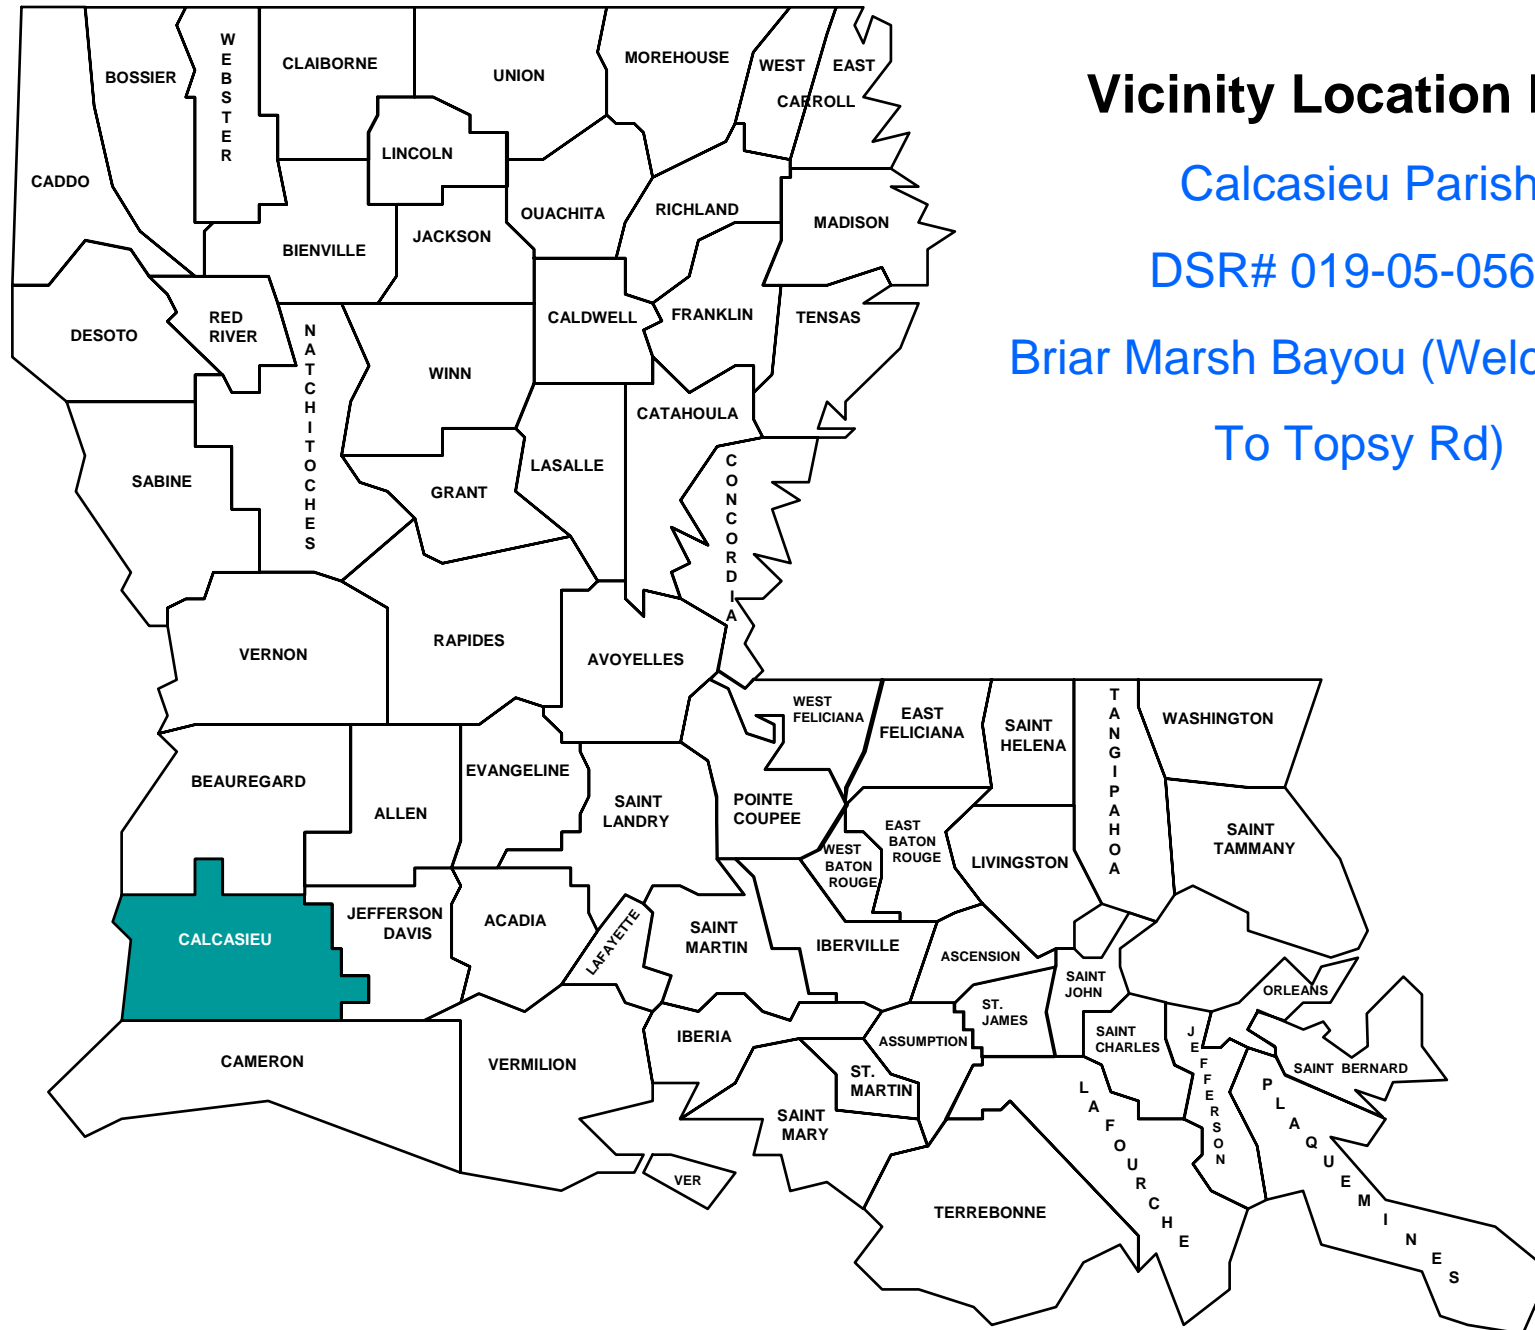 Vicinity Location
Calcasieu Parish
DSR# 019-05-056
Briar Marsh Bayou
To Topsy Rd)
WEBSTER
CLAIBORNE
BOSSIER
UNION
MOREHOUSE
WEST
EAST
CARROLL
LINCOLN
CADDO
OUACHITA
RICHLAND
MADISON
BIENVILLE
JACKSON
DESOTO
RED
RIVER
NATCHITOCHES
CALDWELL
FRANKLIN
TENSAS
WINN
CATAHOULA
SABINE
GRANT
LASALLE
CONCORDIA
VERNON
RAPIDES
AVOYELLES
WEST
FELICIANA
EAST
FELICIANA
SAINT
HELENA
TANGIPAHOA
WASHINGTON
BEAUREGARD
ALLEN
EVANGELINE
SAINT
LANDRY
POINTE
COUPEE
WEST
BATON
ROUGE
EAST
BATON
ROUGE
LIVINGSTON
SAINT
TAMMANY
CALCASIEU
JEFFERSON
DAVIS
ACADIA
LAFAYETTE
SAINT
MARTIN
IBERVILLE
ASCENSION
SAINT
JOHN
ORLEANS
CAMERON
VERMILION
IBERIA
ST.
MARTIN
ASSUMPTION
ST.
JAMES
SAINT
CHARLES
JEFFERSON
SAINT BERNARD
SAINT
MARY
VER
TERREBONNE
LAFOURCHE
PLAQUEMINES